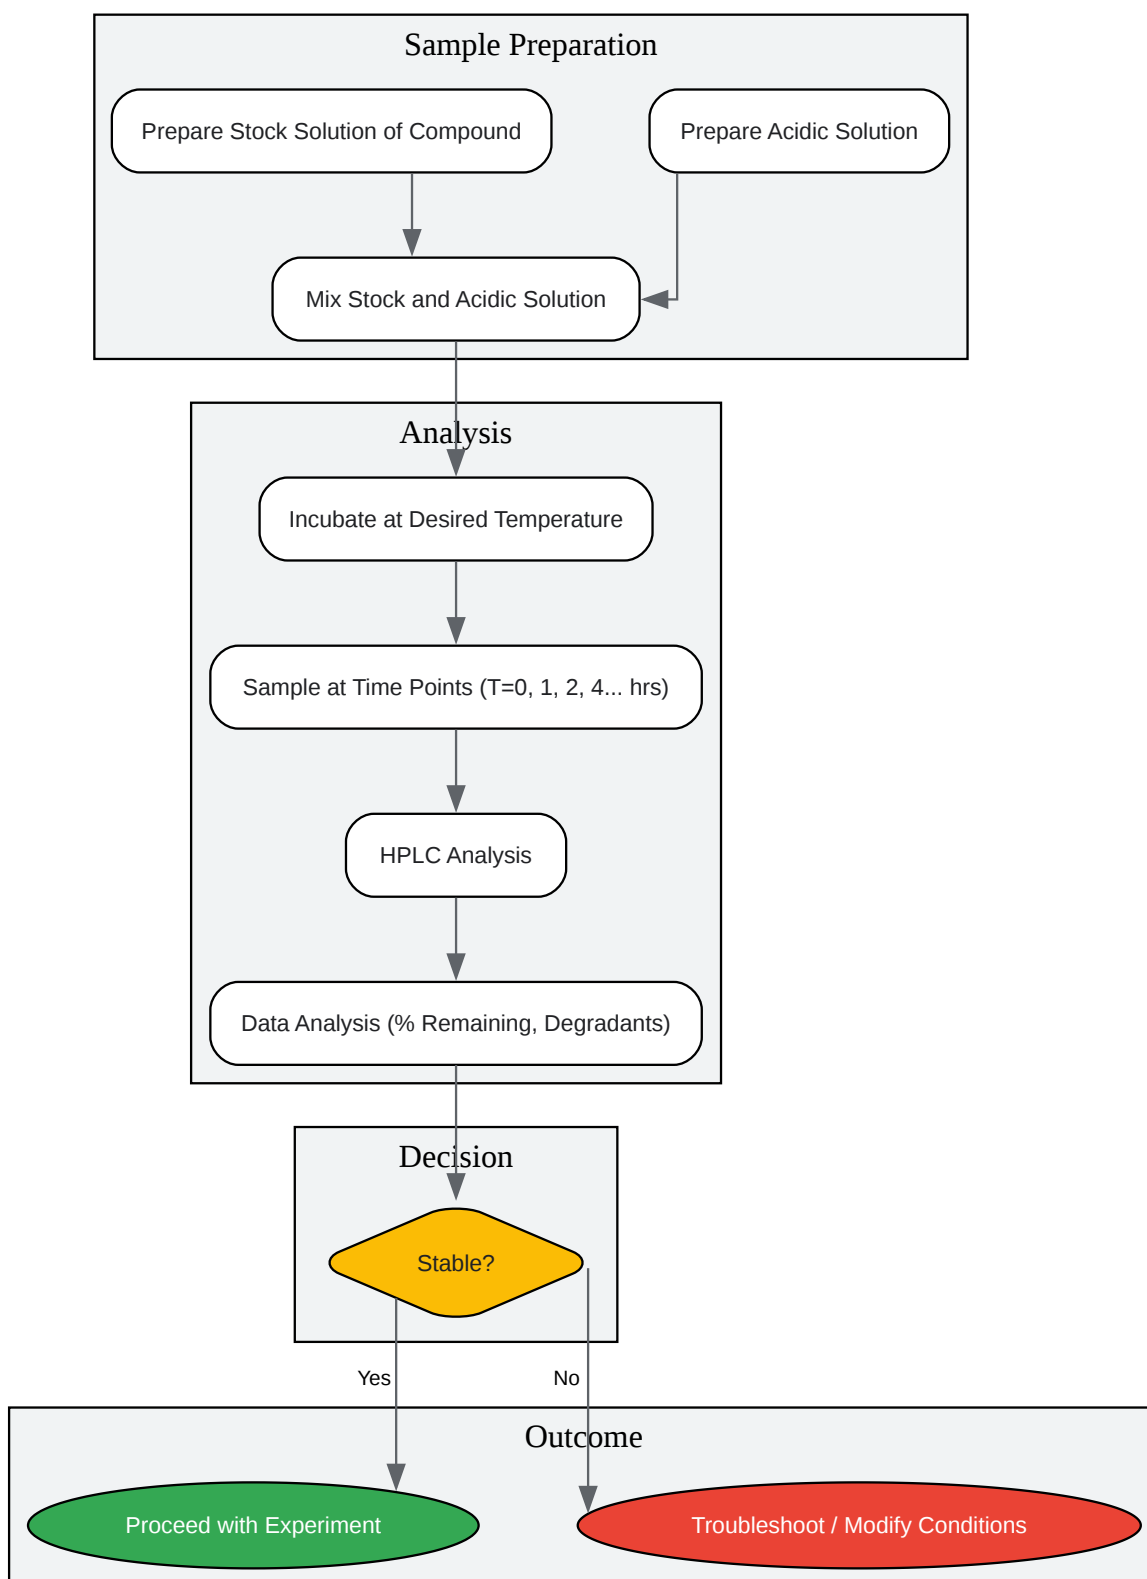 Sample Preparation
Prepare Stock Solution of Compound
Prepare Acidic Solution
Mix Stock and Acidic Solution
Analysis
Incubate at Desired Temperature
Sample at Time Points (T=0, 1, 2, 4... hrs)
HPLC Analysis
Data Analysis (% Remaining, Degradants)
Decision
Stable?
Yes
No
Outcome
Proceed with Experiment
Troubleshoot / Modify Conditions